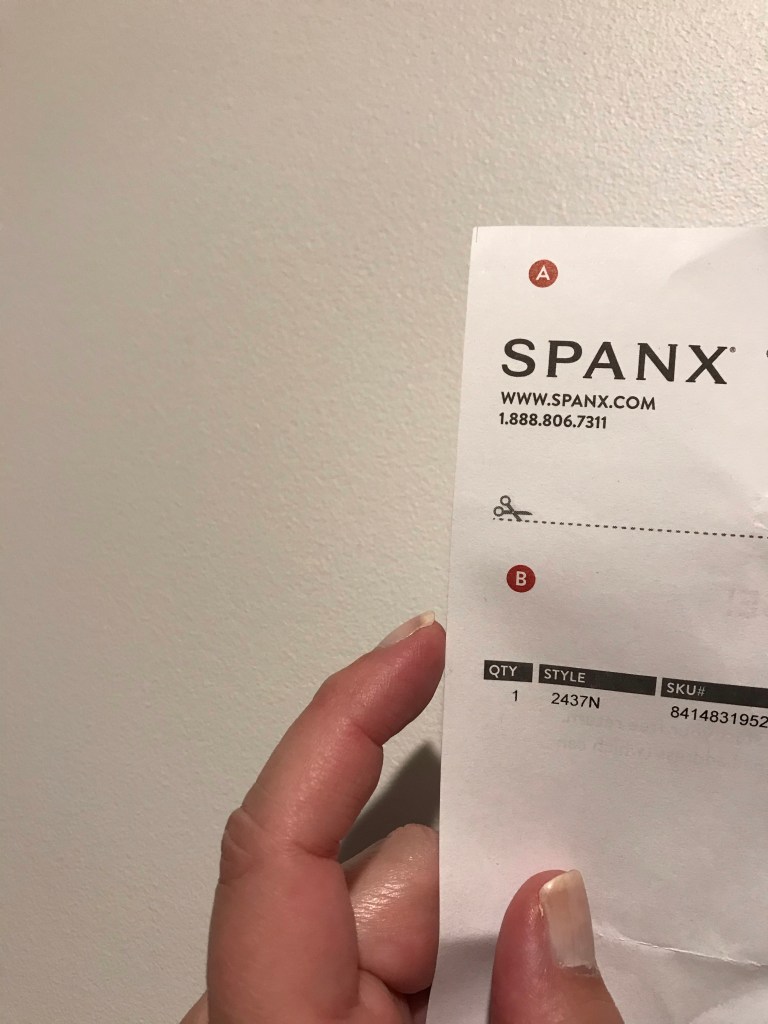 A
SPANX®
WWW.SPANX.COM
1.888.806.7311
B
QTY STYLE SKU#
1 2437N 8414831952